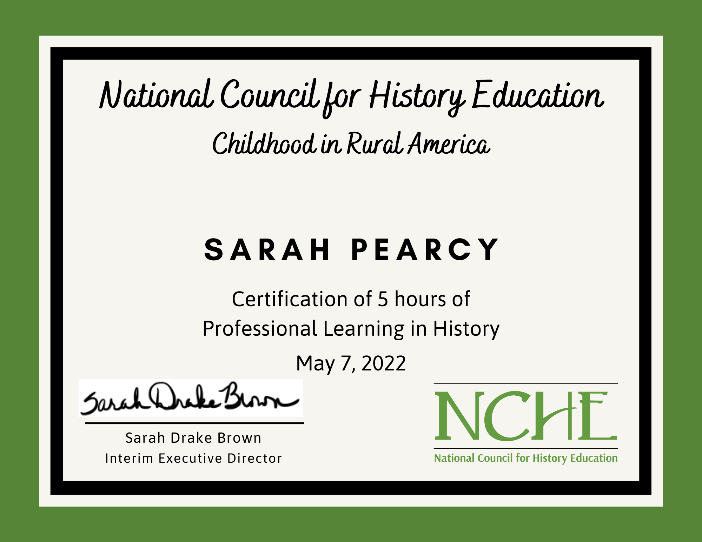 National Council for History Education
Childhood in Rural America
SARAH PEARCY
Certification of 5 hours of
Professional Learning in History
May 7, 2022
Sarah Drake Brown
Sarah Drake Brown
Interim Executive Director
NCHE
National Council for History Education